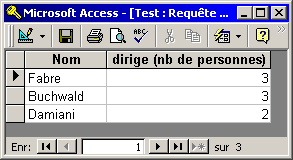 Microsoft Access - [Test : Requête ...
ABC
Nom dirige (nb de personnes)
Fabre 3
Buchwald 3
Damiani 2
Enr: 1 sur 3